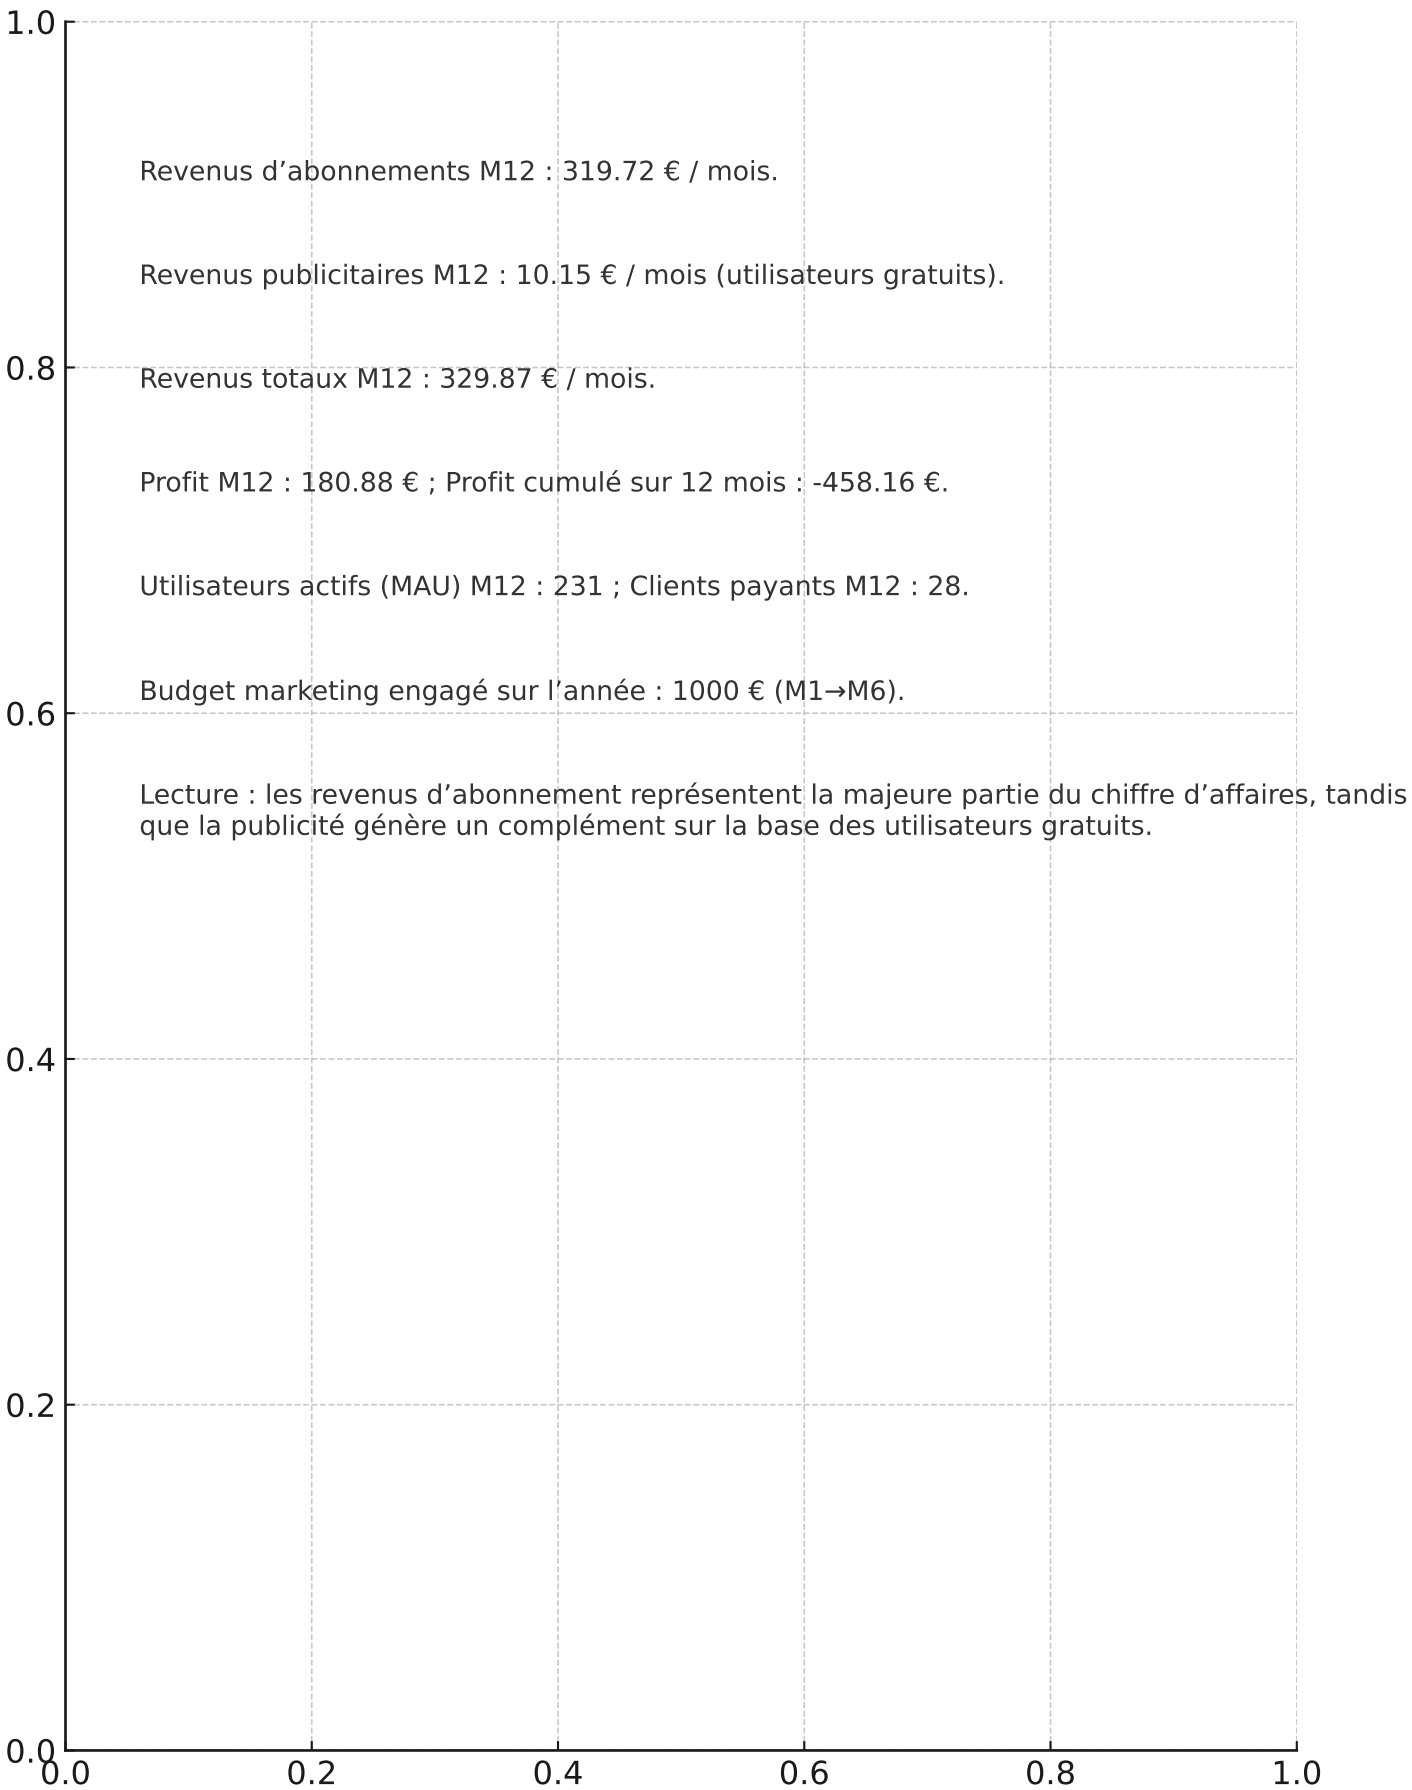 1.0
Revenus d’abonnements M12 : 319.72 € / mois.
Revenus publicitaires M12 : 10.15 € / mois (utilisateurs gratuits).
0.8
Revenus totaux M12 : 329.87 € / mois.
Profit M12 : 180.88 € ; Profit cumulé sur 12 mois : -458.16 €.
Utilisateurs actifs (MAU) M12 : 231 ; Clients payants M12 : 28.
Budget marketing engagé sur l’année : 1000 € (M1→M6).
0.6
Lecture : les revenus d’abonnement représentent la majeure partie du chiffre d’affaires, tandis
que la publicité génère un complément sur la base des utilisateurs gratuits.
0.4
0.2
0.0
0.0 0.2 0.4 0.6 0.8 1.0